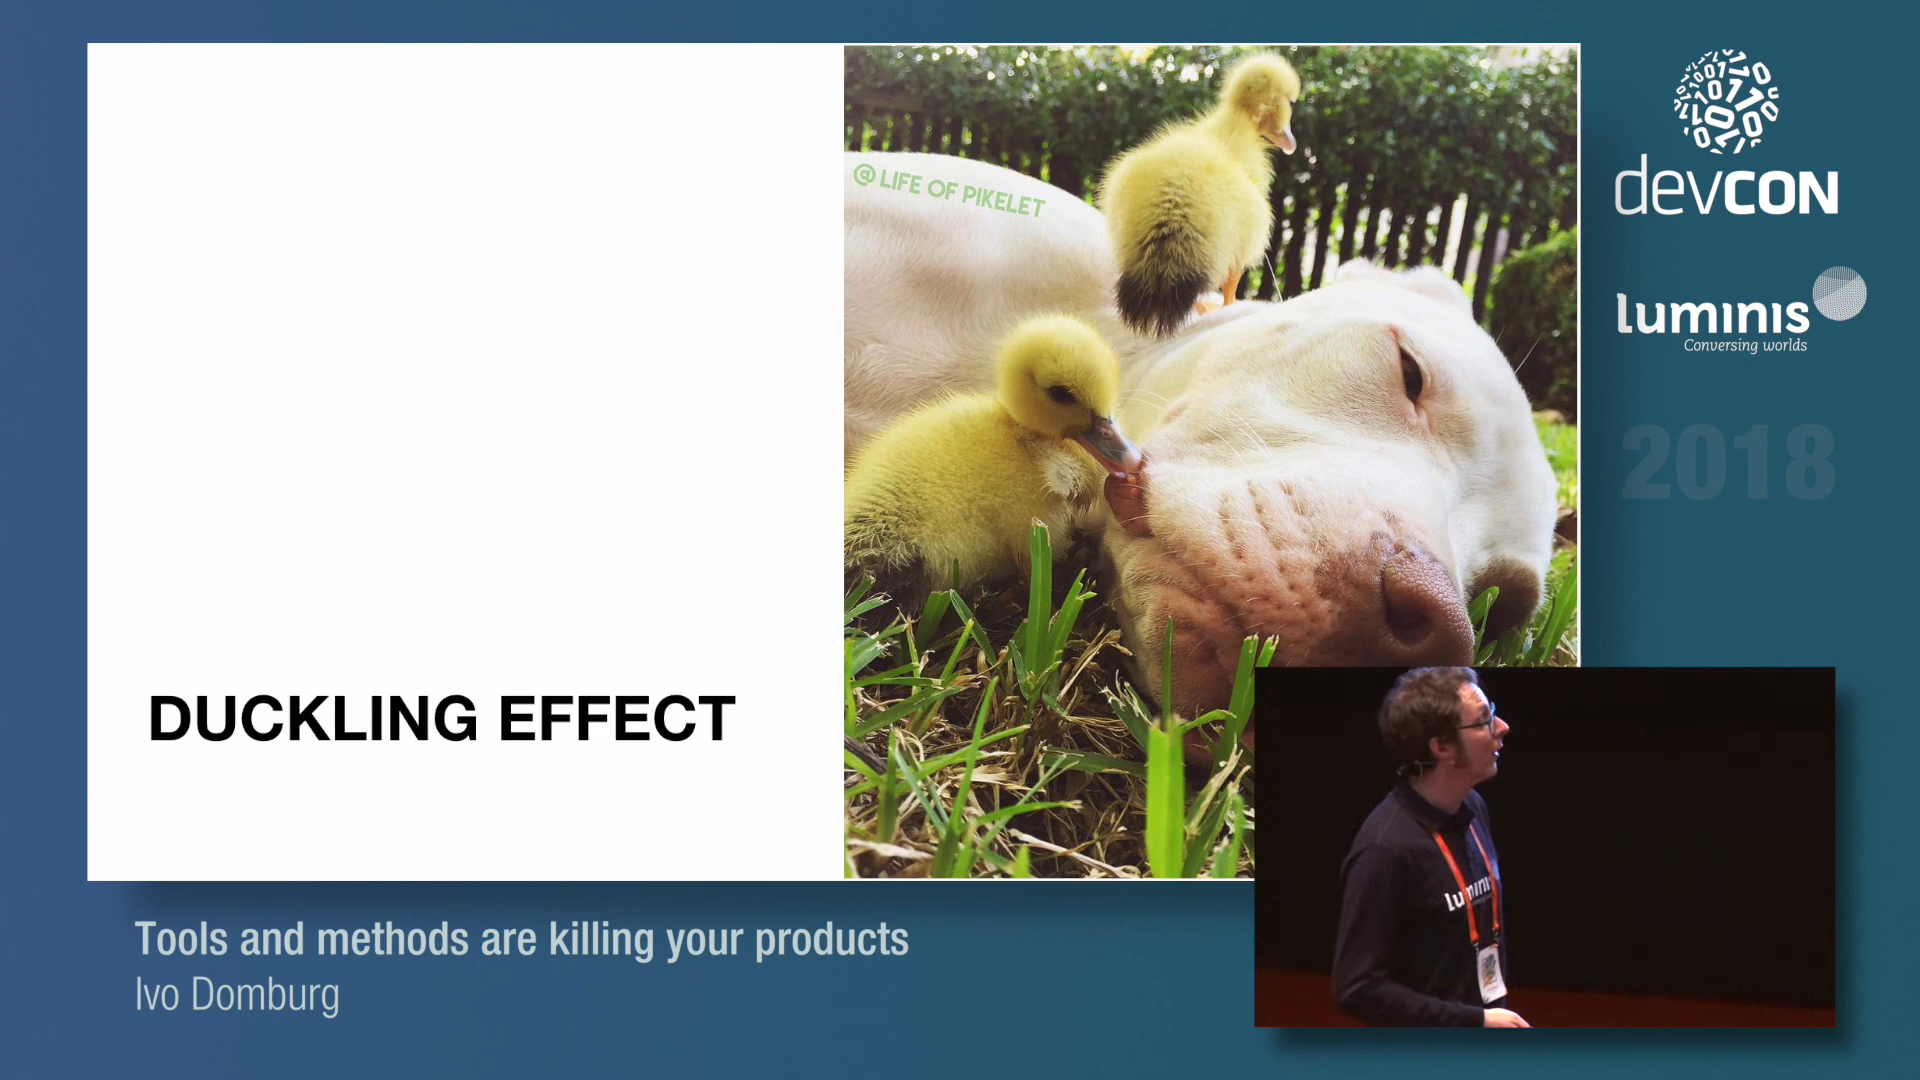 @ LIFE OF PIKELET
DUCKLING EFFECT
devcon
luminis
Conversing worlds
2018
luminis
Tools and methods are killing your products
Ivo Domburg